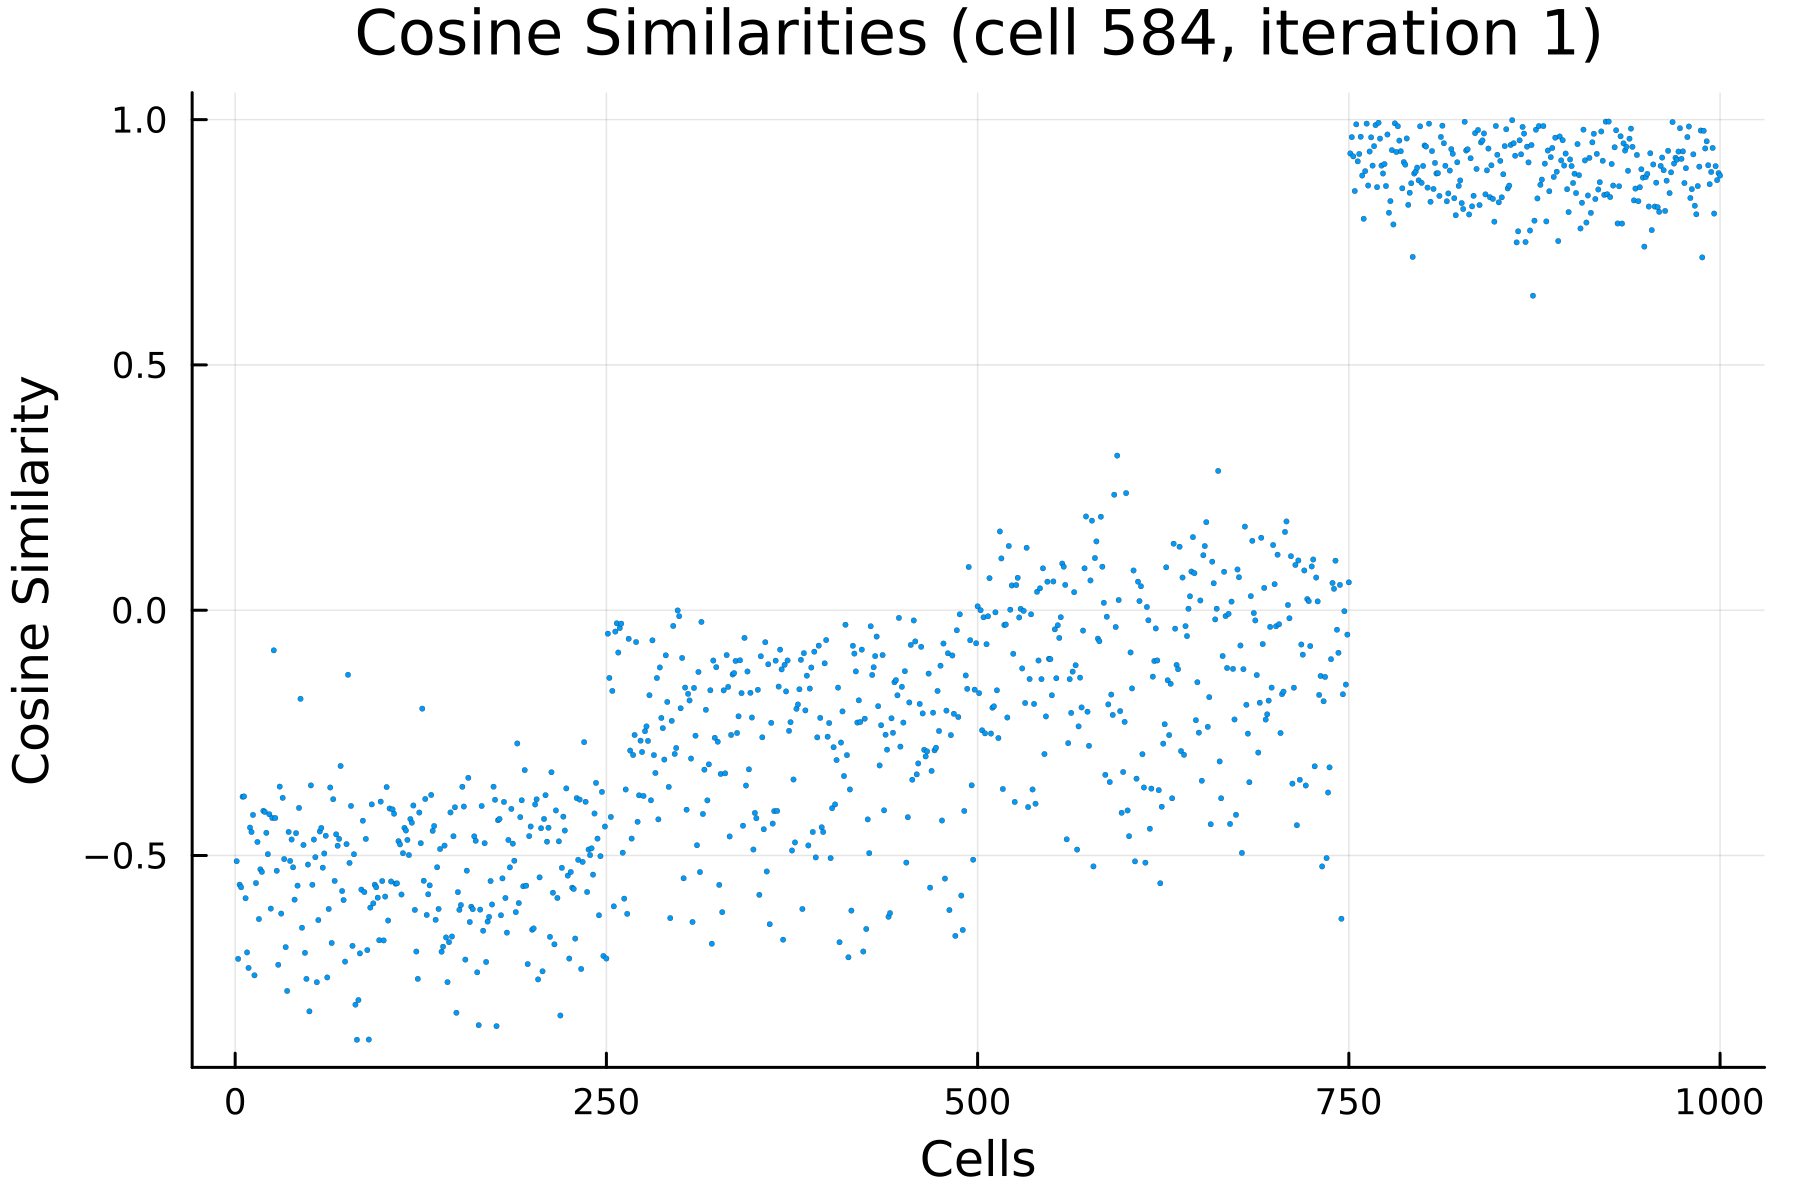 Cosine Similarities (cell 584, iteration 1)
Cosine Similarity
1.0
0.5
0.0
−0.5
0 250 500 750 1000
Cells